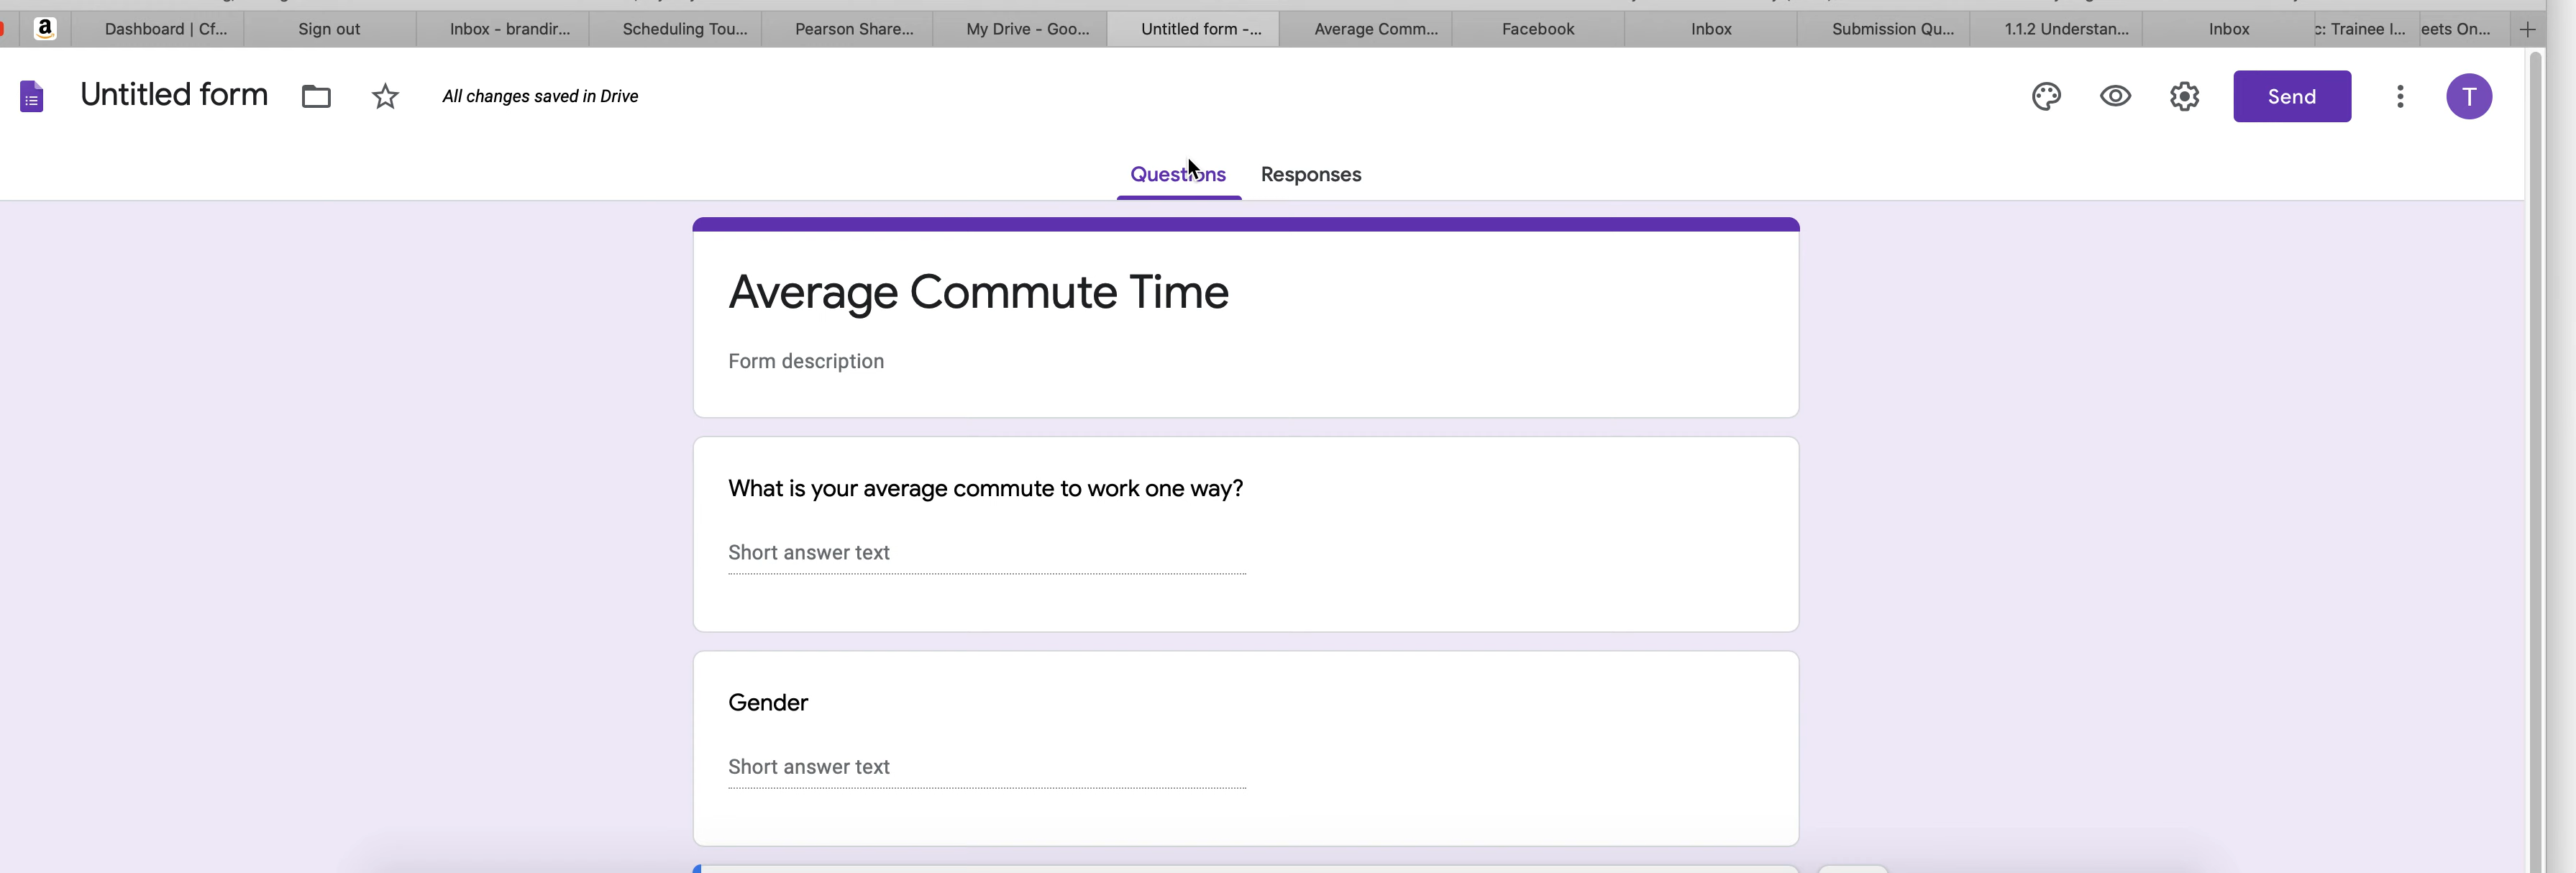 a Dashboard | Cf... Sign out Inbox - brandir... Scheduling Tou... Pearson Share... My Drive - Goo... Untitled form -... Average Comm... Facebook Inbox Submission Qu... 1.1.2 Understan... Inbox c: Trainee I... eets On... +
Untitled form All changes saved in Drive Send T
Questions Responses
Average Commute Time
Form description
What is your average commute to work one way?
Short answer text
Gender
Short answer text